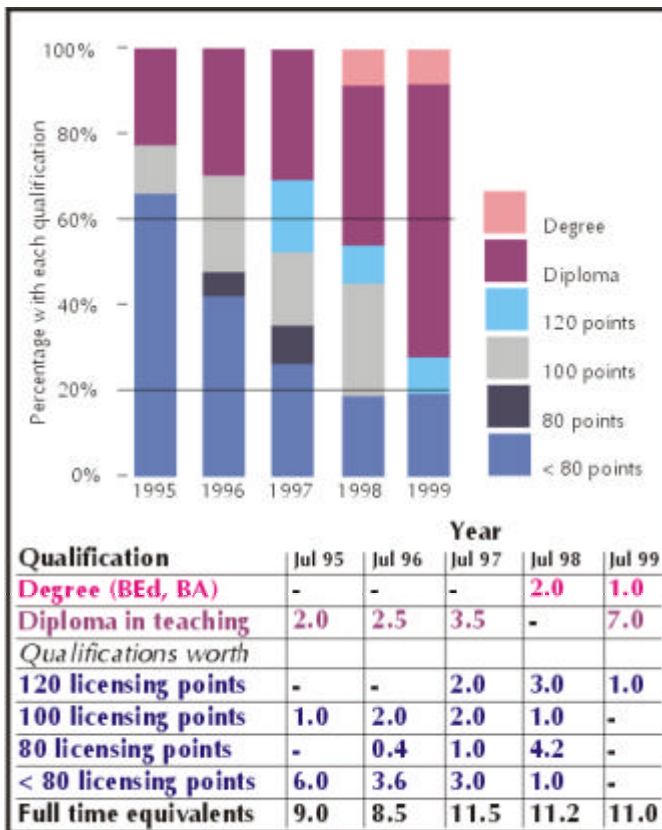 100%
80%
60%
40%
20%
0%
Percentage with each qualification
1995 1996 1997 1998 1999
Degree
Diploma
120 points
100 points
80 points
< 80 points
Year
Qualification Jul 95 Jul 96 Jul 97 Jul 98 Jul 99
Degree (BEd, BA) - - - 2.0 1.0
Diploma in teaching 2.0 2.5 3.5 - 7.0
Qualifications worth
120 licensing points - - 2.0 3.0 1.0
100 licensing points 1.0 2.0 2.0 1.0 -
80 licensing points - 0.4 1.0 4.2 -
< 80 licensing points 6.0 3.6 3.0 1.0 -
Full time equivalents 9.0 8.5 11.5 11.2 11.0